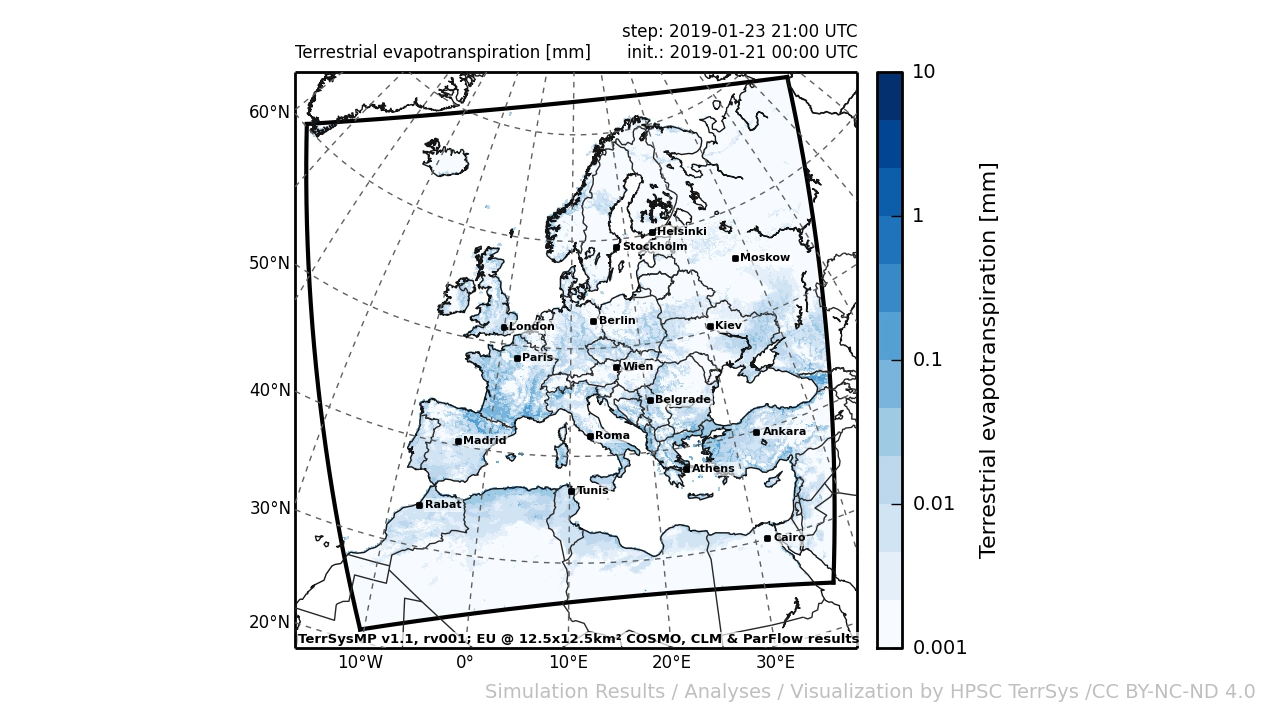 step: 2019-01-23 21:00 UTC
Terrestrial evapotranspiration [mm] init.: 2019-01-21 00:00 UTC
10
60°N
1
Helsinki
Stockholm
Moskow
50°N
Berlin
London
Kiev
Paris
0.1
Wien
40°N
Belgrade
Ankara
Roma
Madrid
Athens
Tunis
Rabat
0.01
30°N
Cairo
20°N
TerrSysMP v1.1, rv001; EU @ 12.5x12.5km² COSMO, CLM & ParFlow results
0.001
10°W 0° 10°E 20°E 30°E
Terrestrial evapotranspiration [mm]
Simulation Results / Analyses / Visualization by HPSC TerrSys /CC BY-NC-ND 4.0